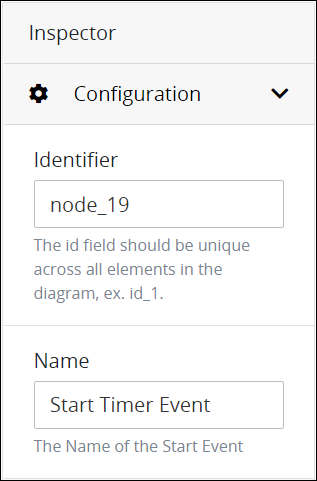 Inspector
Configuration
Identifier
node_19
The id field should be unique
across all elements in the
diagram, ex. id_1.
Name
Start Timer Event
The Name of the Start Event